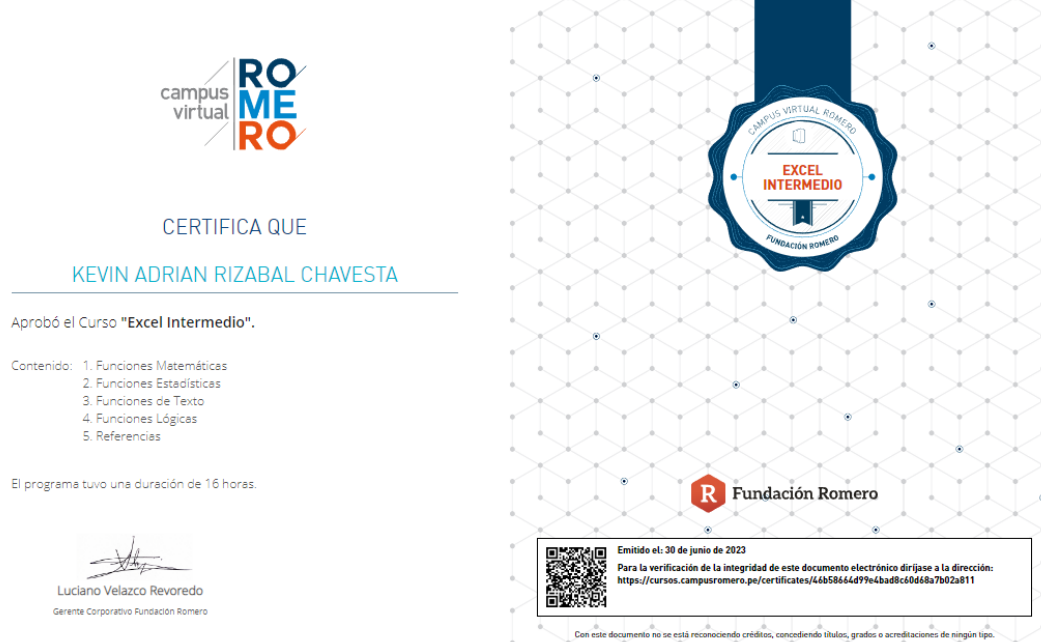 campus
virtual
RO
ME
RO
CERTIFICA QUE
KEVIN ADRIAN RIZABAL CHAVESTA
Aprobó el Curso "Excel Intermedio".
Contenido: 1. Funciones Matemáticas
2. Funciones Estadísticas
3. Funciones de Texto
4. Funciones Lógicas
5. Referencias
El programa tuvo una duración de 16 horas.
Luciano Velazco Revoredo
Gerente Corporativo Fundación Romero
CAMPUS VIRTUAL ROMERO
EXCEL
INTERMEDIO
FUNDACIÓN ROMERO
R Fundación Romero
Emitido el: 30 de junio de 2023
Para la verificación de la integridad de este documento electrónico diríjase a la dirección:
https://cursos.campusromero.pe/certificates/46b58664d99e4bad8c60d68a7b02a811
Con este documento no se está reconociendo créditos, concediendo títulos, grados o acreditaciones de ningún tipo.